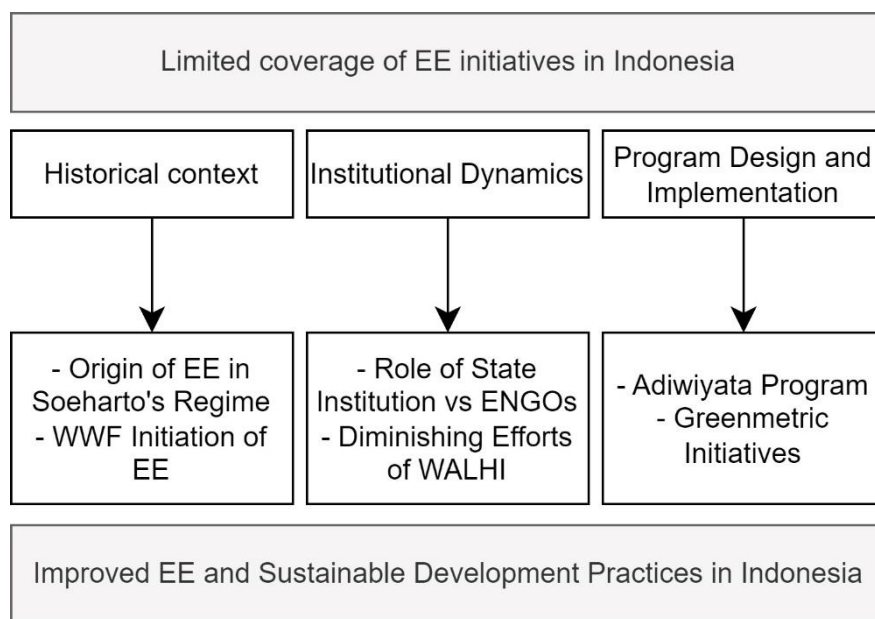 Limited coverage of EE initiatives in Indonesia
Historical context
Institutional Dynamics
Program Design and
Implementation
- Origin of EE in
Soeharto's Regime
- WWF Initiation of
EE
- Role of State
Institution vs ENGOs
- Diminishing Efforts
of WALHI
- Adiwiyata Program
- Greenmetric
Initiatives
Improved EE and Sustainable Development Practices in Indonesia